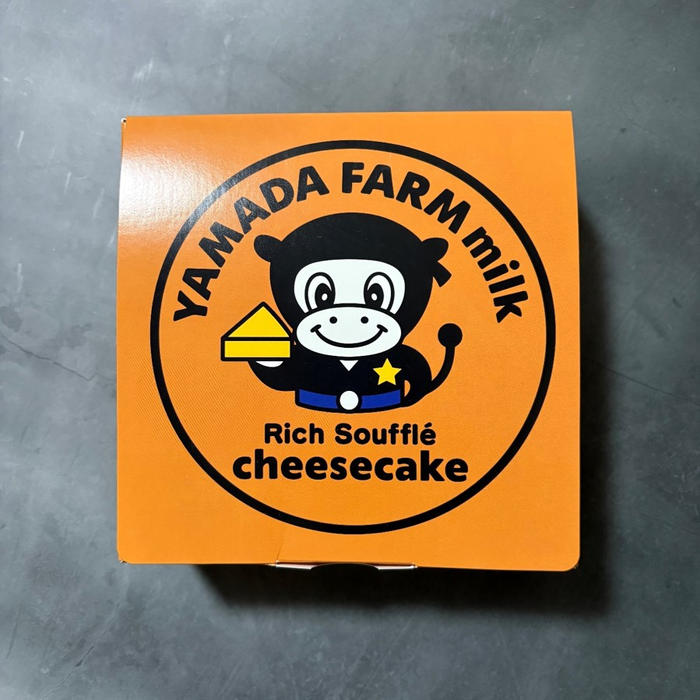 YAMADA FARM milk
Rich Soufflé
cheesecake